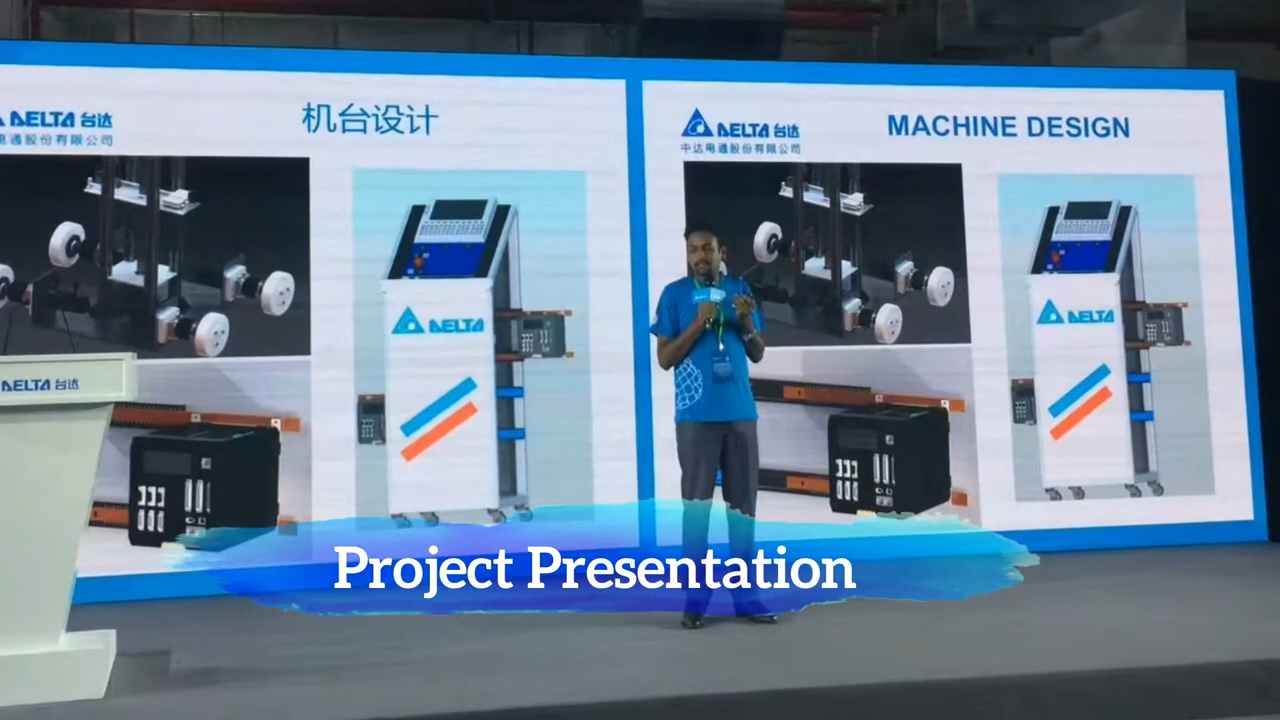 DELTA 台达
电通股份有限公司
机台设计
DELTA
DELTA 台达
中达电通股份有限公司
MACHINE DESIGN
DELTA
DELTA 台达
Project Presentation